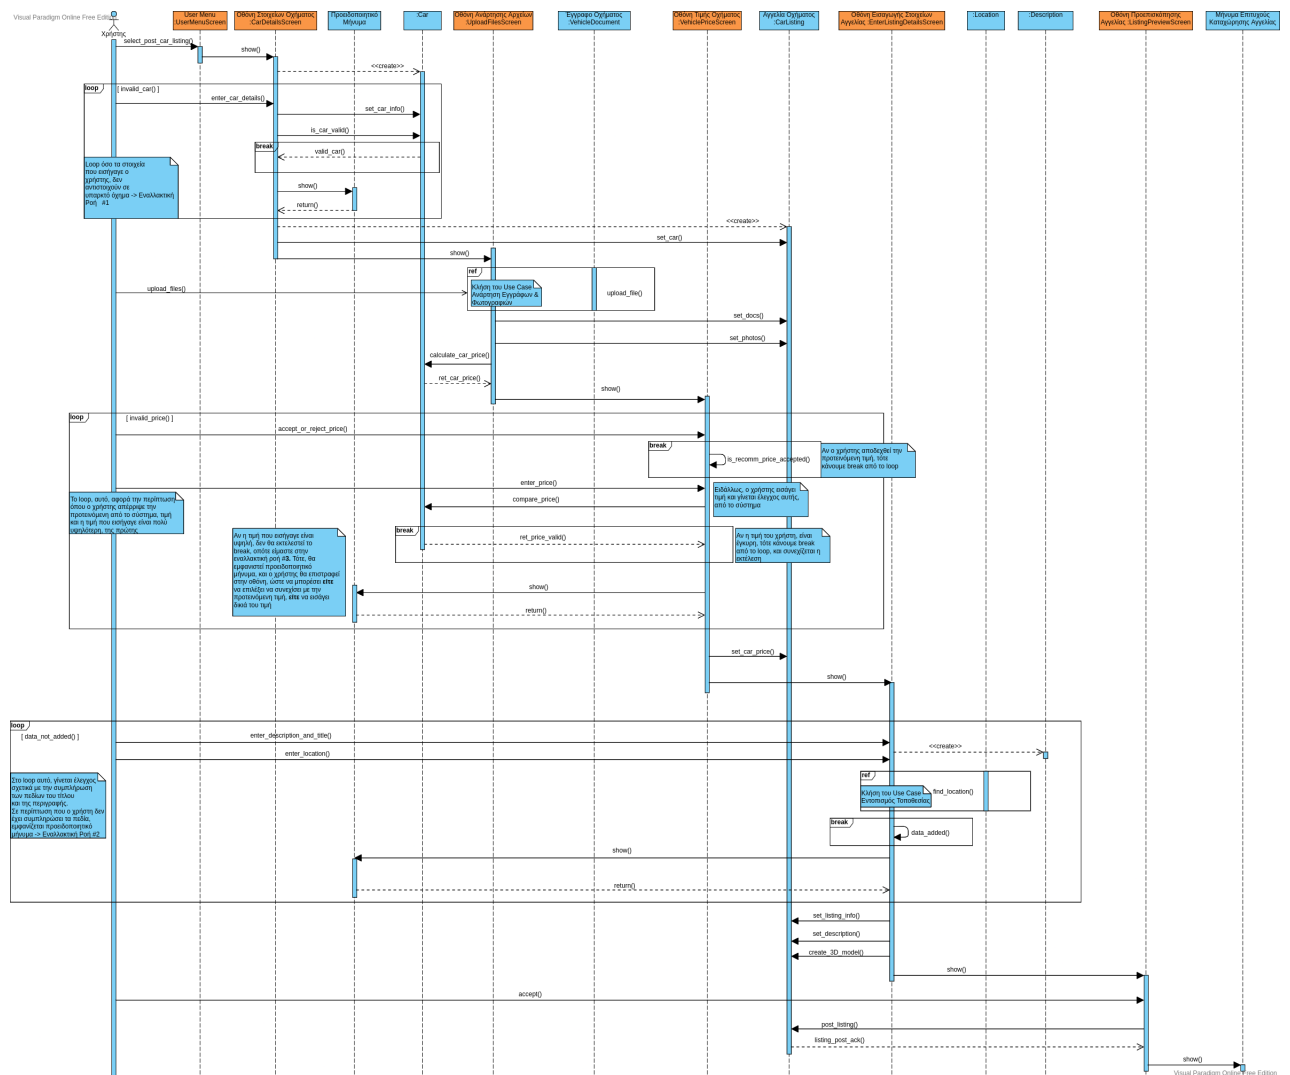 Visual Paradigm Online Free Edition
Χρήστης
User Menu
:UserMenuScreen
Οθόνη Στοιχείων Οχήματος
:CarDetailsScreen
Προειδοποιητικό
Μήνυμα
:Car
Οθόνη Ανάρτησης Αρχείων
:UploadFilesScreen
Έγγραφο Οχήματος
:VehicleDocument
Οθόνη Τιμής Οχήματος
:VehiclePriceScreen
Αγγελία Οχήματος
:CarListing
Οθόνη Εισαγωγής Στοιχείων
Αγγελίας :EnterListingDetailsScreen
:Location
:Description
Οθόνη Προεπισκόπησης
Αγγελίας :ListingPreviewScreen
Μήνυμα Επιτυχούς
Καταχώρησης Αγγελίας
select_post_car_listing()
show()
<<create>>
loop
[ invalid_car() ]
enter_car_details()
set_car_info()
is_car_valid()
break
valid_car()
Loop όσο τα στοιχεία
που εισήγαγε ο
χρήστης, δεν
αντιστοιχούν σε
υπαρκτό όχημα -> Εναλλακτική
Ροή #1
show()
return()
<<create>>
set_car()
show()
ref
Κλήση του Use Case
Ανάρτηση Εγγράφων &
Φωτογραφιών
upload_file()
upload_files()
set_docs()
set_photos()
calculate_car_price()
ret_car_price()
show()
loop
[ invalid_price() ]
accept_or_reject_price()
break
is_recomm_price_accepted()
Αν ο χρήστης αποδεχθεί την
προτεινόμενη τιμή, τότε
κάνουμε break από το loop
enter_price()
Ειδάλλως, ο χρήστης εισάγει
τιμή και γίνεται έλεγχος αυτής,
από το σύστημα
compare_price()
Το loop, αυτό, αφορά την περίπτωση
όπου ο χρήστης απέρριψε την
προτεινόμενη από το σύστημα, τιμή
και η τιμή που εισήγαγε είναι πολύ
υψηλότερη, της πρώτης
break
ret_price_valid()
Αν η τιμή του χρήστη, είναι
έγκυρη, τότε κάνουμε break
από το loop, και συνεχίζεται η
εκτέλεση
Αν η τιμή που εισήγαγε είναι
υψηλή, δεν θα εκτελεστεί το
break, οπότε είμαστε στην
εναλλακτική ροή #3. Τότε, θα
εμφανιστεί προειδοποιητικό
μήνυμα, και ο χρήστης θα επιστραφεί
στην οθόνη, ώστε να μπορέσει είτε
να επιλέξει να συνεχίσει με την
προτεινόμενη τιμή, είτε να εισάγει
δικιά του τιμή
show()
return()
set_car_price()
show()
loop
[ data_not_added() ]
enter_description_and_title()
<<create>>
enter_location()
Στο loop αυτό, γίνεται έλεγχος
σχετικά με την συμπλήρωση
των πεδίων του τίτλου
και της περιγραφής.
Σε περίπτωση που ο χρήστη δεν
έχει συμπληρώσει τα πεδία,
εμφανίζεται προειδοποιητικό
μήνυμα -> Εναλλακτική Ροή #2
ref
Κλήση του Use Case
Εντοπισμός Τοποθεσίας
find_location()
break
data_added()
show()
return()
set_listing_info()
set_description()
create_3D_model()
show()
accept()
post_listing()
listing_post_ack()
show()
Visual Paradigm Online Free Edition